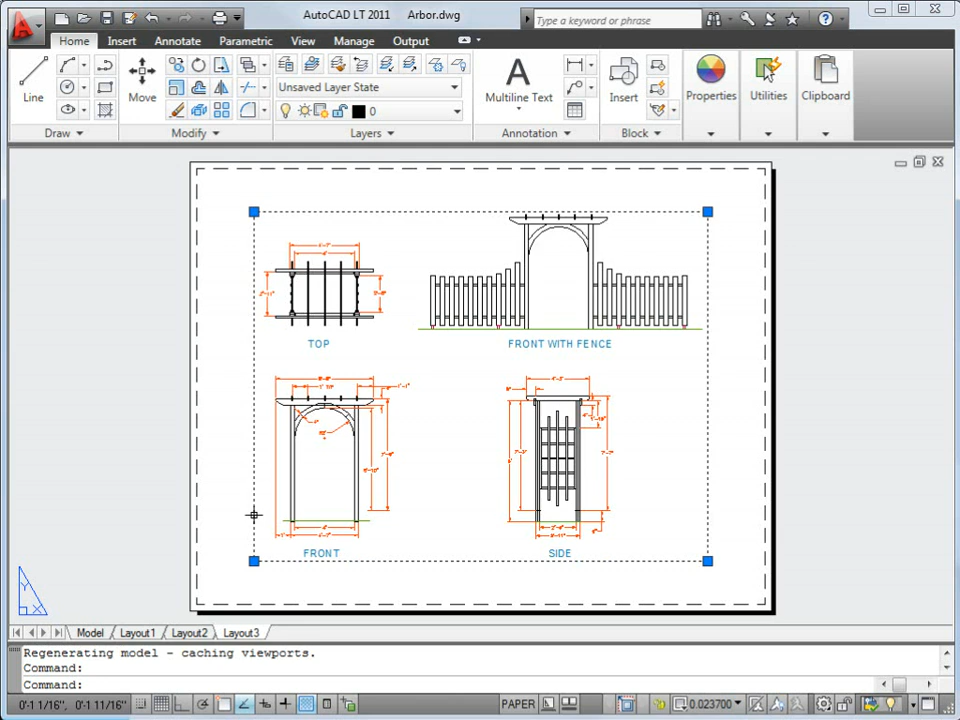 AutoCAD LT 2011 Arbor.dwg
Type a keyword or phrase
Home Insert Annotate Parametric View Manage Output
Unsaved Layer State
Line Move Multiline Text Insert Properties Utilities Clipboard
0
Draw Modify Layers Annotation Block
TOP FRONT WITH FENCE
FRONT SIDE
Y
X
Model Layout1 Layout2 Layout3
Regenerating model - caching viewports.
Command:
Command:
0'-1 1/16", 0'-1 11/16" PAPER 0.023700